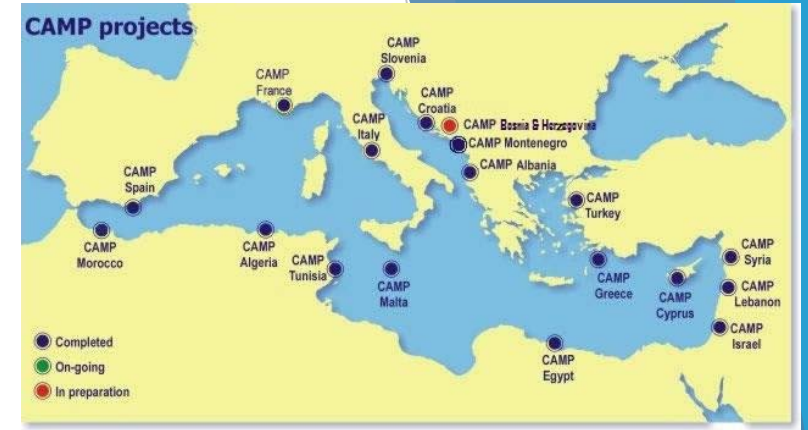 CAMP projects
CAMP
Slovenia
CAMP
France
CAMP
Croatia
CAMP Bosnia & Herzegovina
CAMP
Italy
CAMP Montenegro
CAMP Albania
CAMP
Spain
CAMP
Turkey
CAMP
Morocco
CAMP
Algeria
CAMP
Tunisia
CAMP
Malta
CAMP
Greece
CAMP
Cyprus
CAMP
Syria
CAMP
Lebanon
CAMP
Israel
CAMP
Egypt
Completed
On-going
In preparation